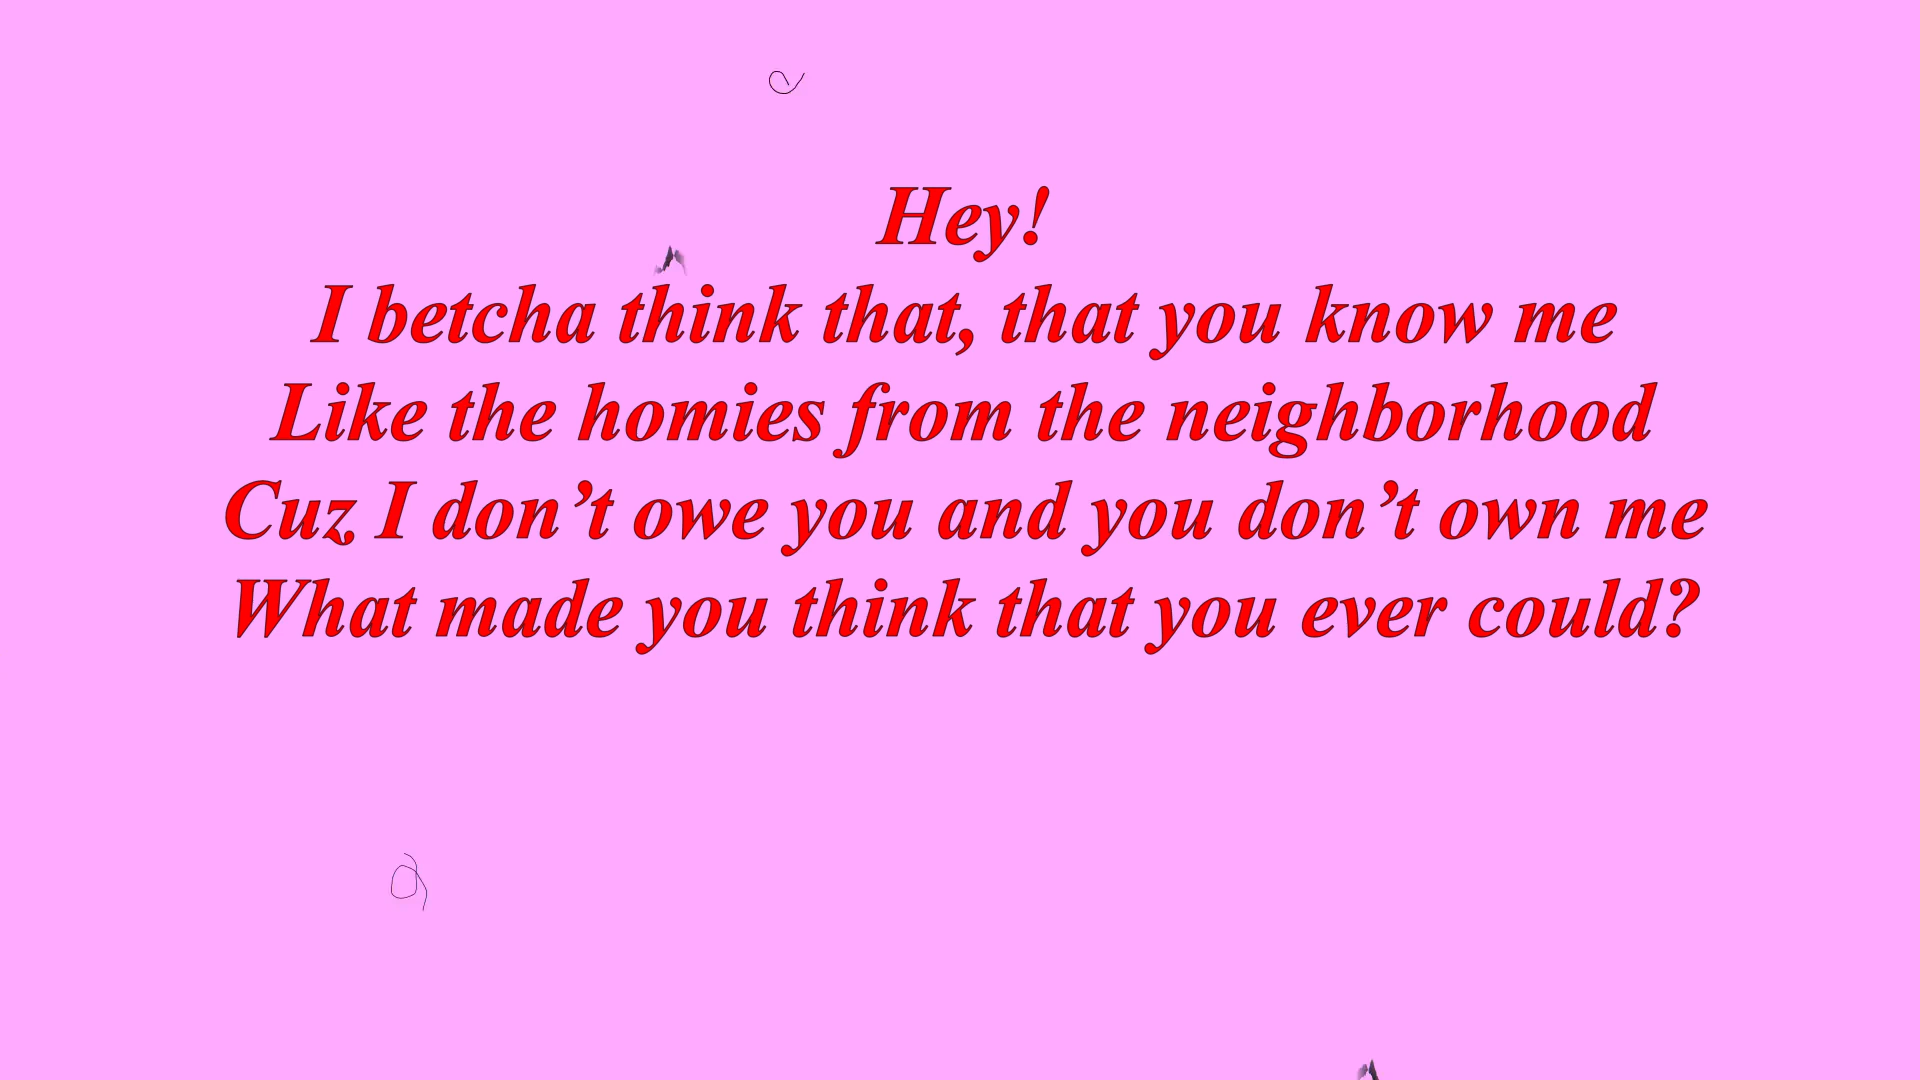 Hey!
I betcha think that, that you know me
Like the homies from the neighborhood
Cuz I don’t owe you and you don’t own me
What made you think that you ever could?